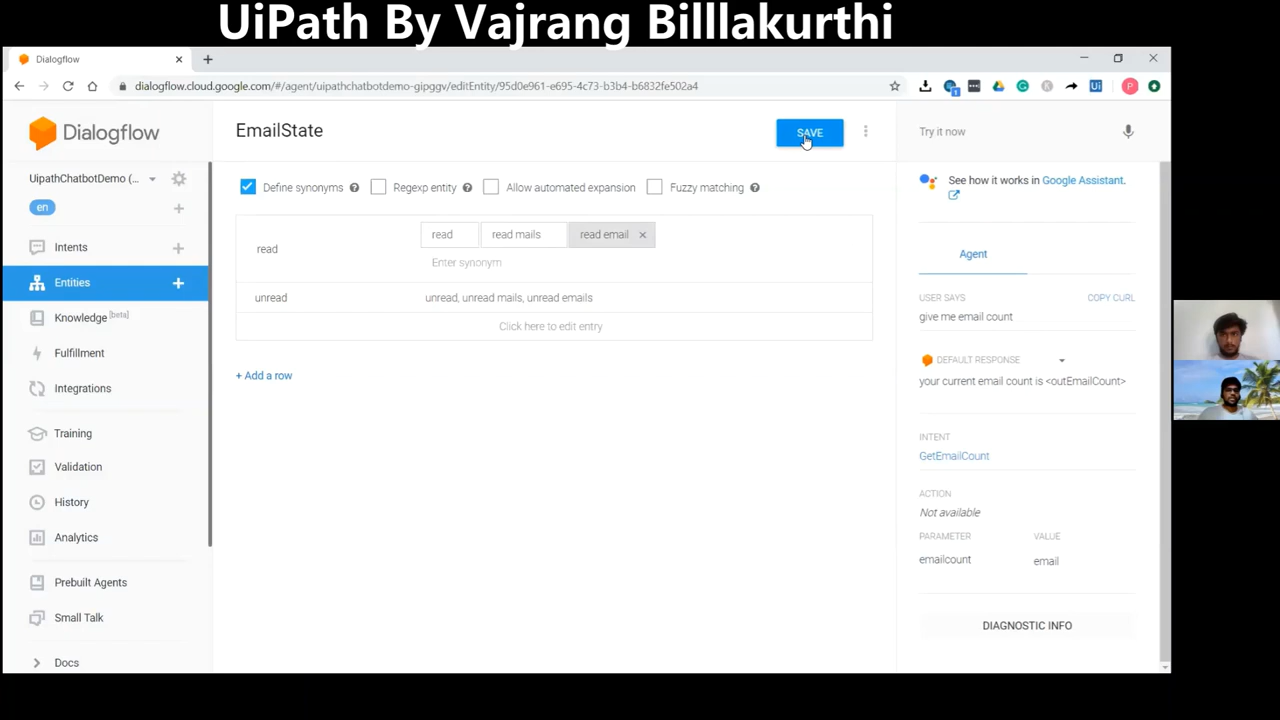 UiPath By Vajrang Billlakurthi
Dialogflow
dialogflow.cloud.google.com/#/agent/uipathchatbotdemo-gipggv/editEntity/95d0e961-e695-4c73-b3b4-b6832fe502a4
Dialogflow
EmailState
SAVE
Try it now
UipathChatbotDemo (...
Define synonyms
Regexp entity
Allow automated expansion
Fuzzy matching
See how it works in Google Assistant.
en
Intents
read
read
read mails
read email
Enter synonym
Agent
Entities
unread
unread, unread mails, unread emails
USER SAYS
COPY CURL
Knowledge [beta]
Click here to edit entry
give me email count
Fulfillment
DEFAULT RESPONSE
+ Add a row
your current email count is <outEmailCount>
Integrations
Training
INTENT
GetEmailCount
Validation
ACTION
Not available
History
PARAMETER
VALUE
Analytics
emailcount
email
Prebuilt Agents
Small Talk
DIAGNOSTIC INFO
Docs
Ui
P
1